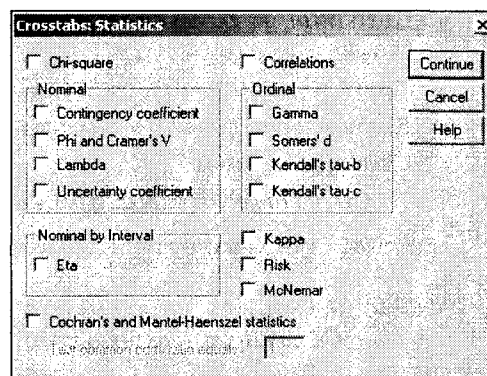 Crosstabs: Statistics
Chi-square
Correlations
Continue
Nominal
Ordinal
Cancel
Contingency coefficient
Gamma
Help
Phi and Cramer's V
Somers' d
Lambda
Kendall's tau-b
Uncertainty coefficient
Kendall's tau-c
Nominal by Interval
Kappa
Eta
Risk
McNemar
Cochran's and Mantel-Haenszel statistics